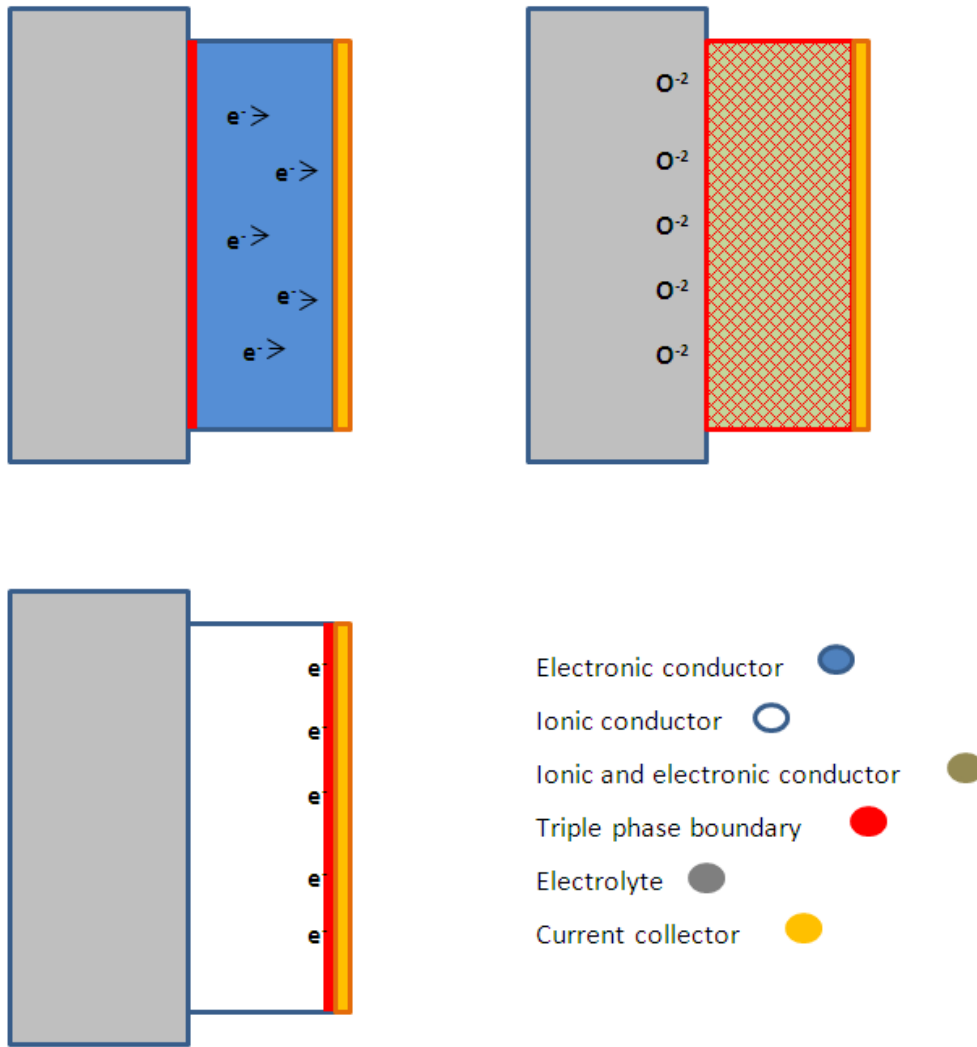 e⁻
e⁻
e⁻
e⁻
e⁻
O⁻²
O⁻²
O⁻²
O⁻²
O⁻²
e⁻
e⁻
e⁻
e⁻
e⁻
Electronic conductor
Ionic conductor
Ionic and electronic conductor
Triple phase boundary
Electrolyte
Current collector